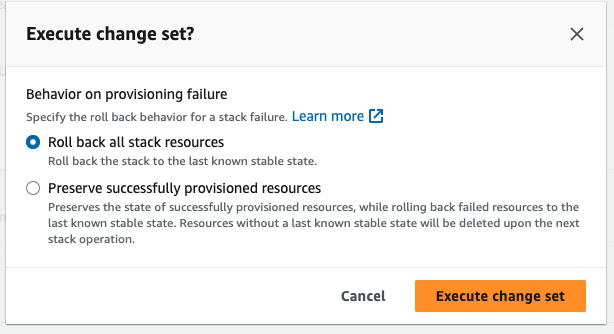 Execute change set?
Behavior on provisioning failure
Specify the roll back behavior for a stack failure. Learn more
Roll back all stack resources
Roll back the stack to the last known stable state.
Preserve successfully provisioned resources
Preserves the state of successfully provisioned resources, while rolling back failed resources to the
last known stable state. Resources without a last known stable state will be deleted upon the next
stack operation.
Cancel Execute change set